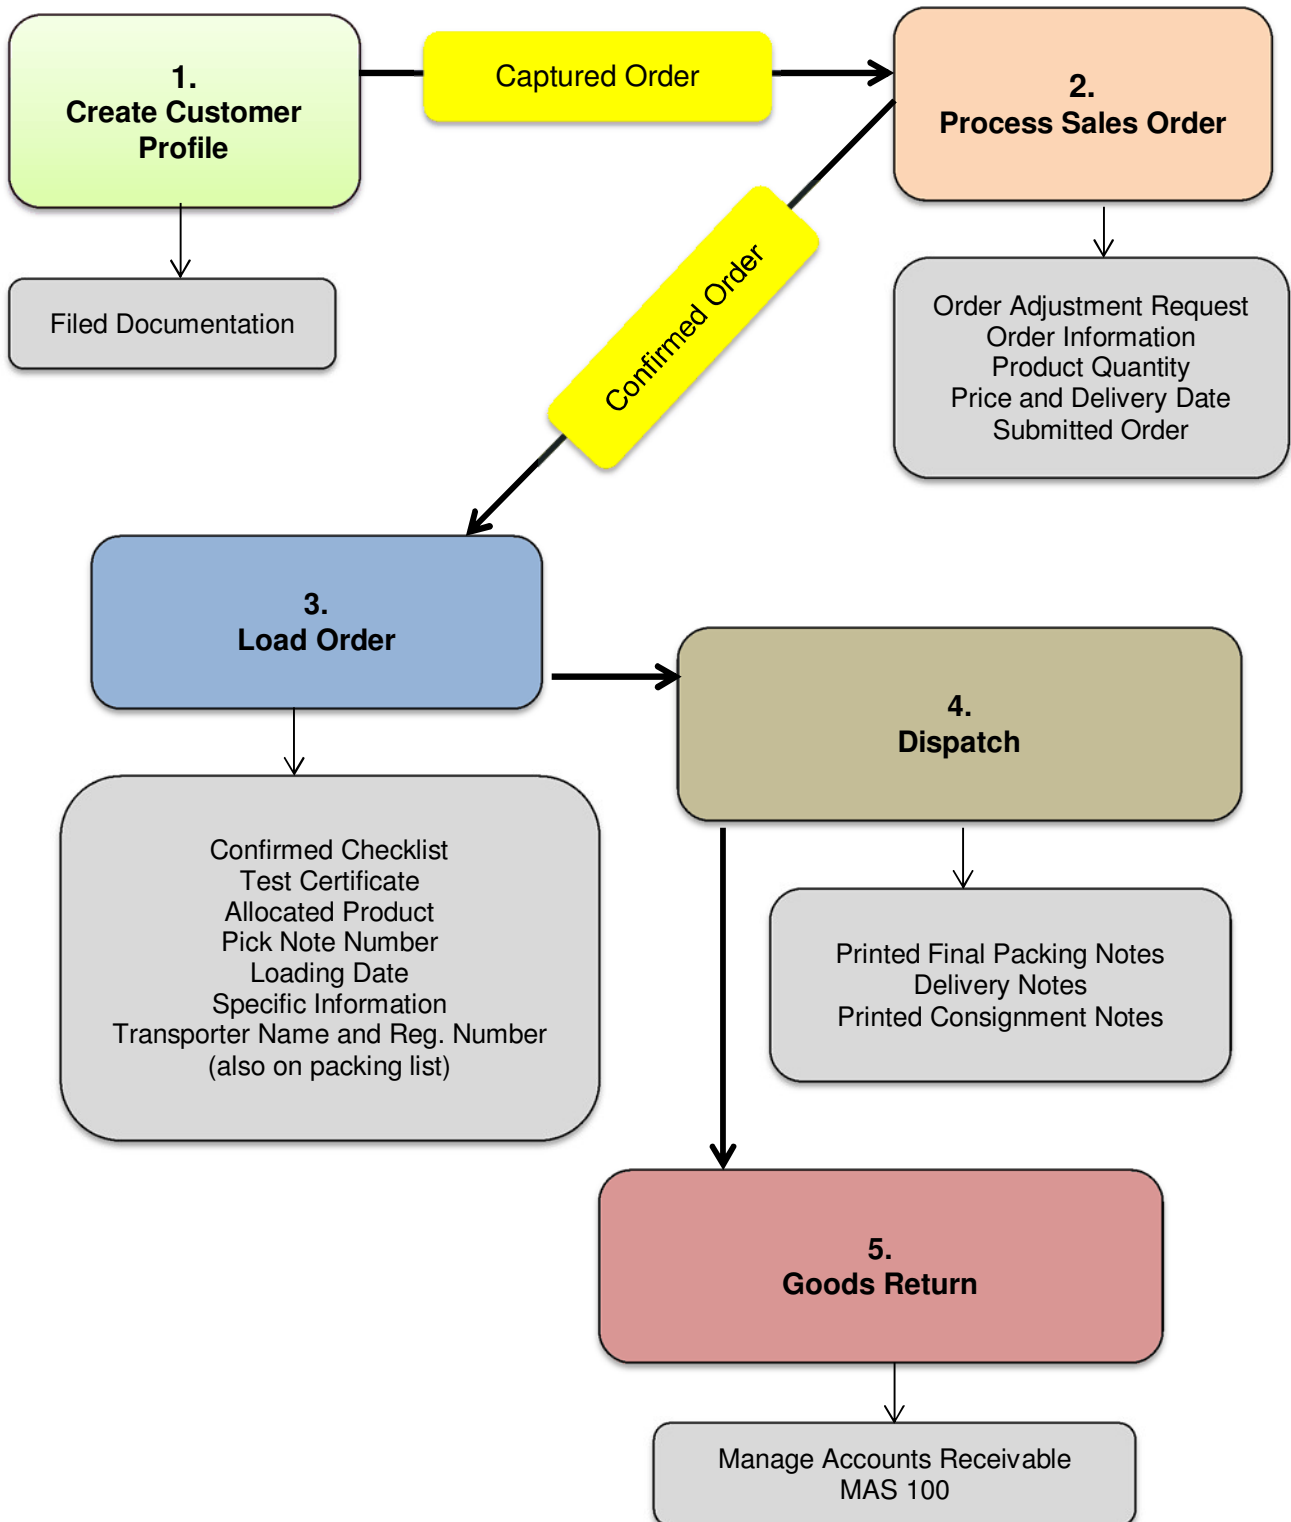 1.
Create Customer
Profile
Captured Order
2.
Process Sales Order
Filed Documentation
Confirmed Order
Order Adjustment Request
Order Information
Product Quantity
Price and Delivery Date
Submitted Order
3.
Load Order
4.
Dispatch
Confirmed Checklist
Test Certificate
Allocated Product
Pick Note Number
Loading Date
Specific Information
Transporter Name and Reg. Number
(also on packing list)
Printed Final Packing Notes
Delivery Notes
Printed Consignment Notes
5.
Goods Return
Manage Accounts Receivable
MAS 100